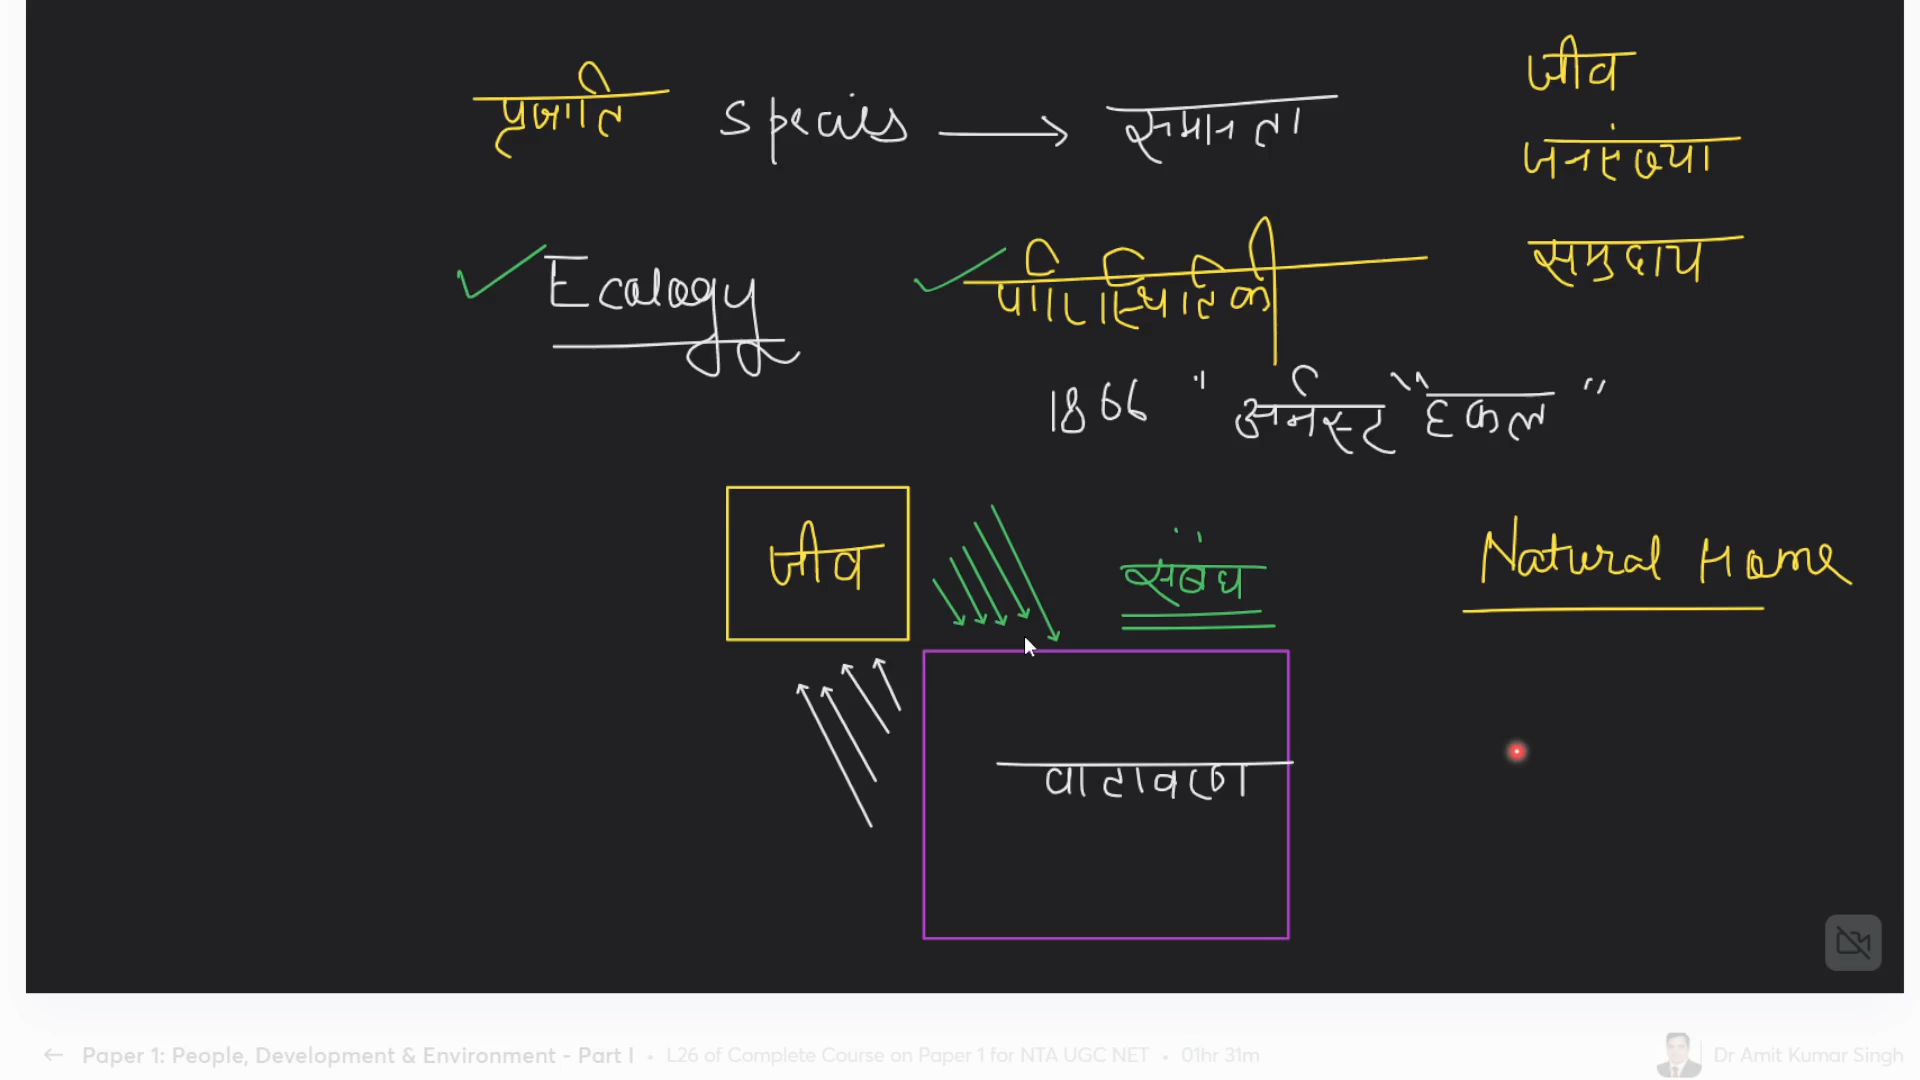 प्रजाति species → समानता
जीव
जनसंख्या
समुदाय
Ecology पारिस्थितिकी
1866 "अर्नेस्ट" हैकल"
जीव
संबंध
Natural Home
वातावरण
← Paper 1: People, Development & Environment - Part I • L26 of Complete Course on Paper 1 for NTA UGC NET • 01hr 31m
Dr Amit Kumar Singh